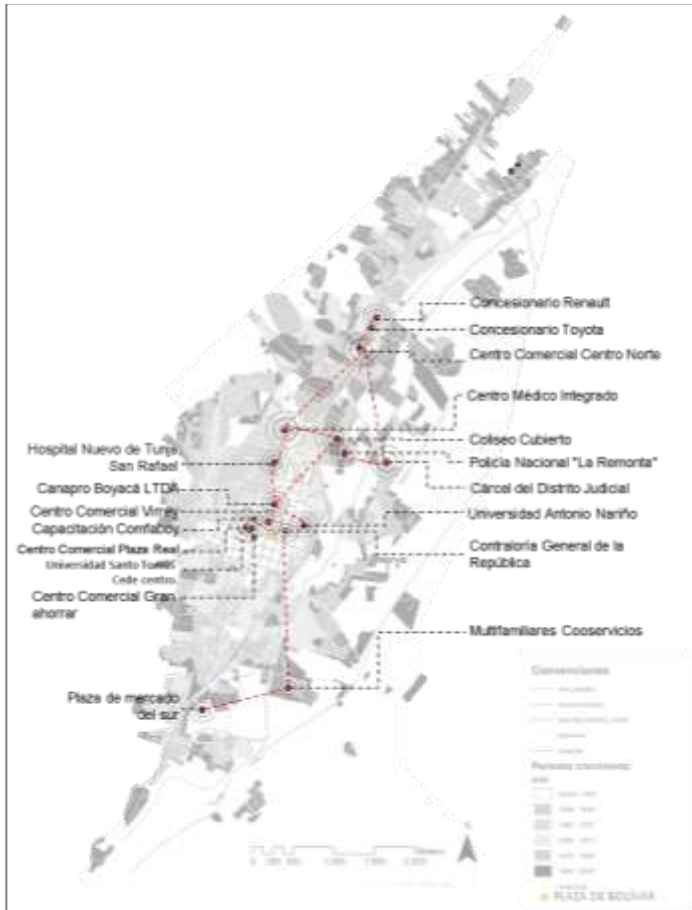 Concesionario Renault
Concesionario Toyota
Centro Comercial Centro Norte
Centro Médico Integrado
Coliseo Cubierto
Policía Nacional "La Remonta"
Cárcel del Distrito Judicial
Universidad Antonio Nariño
Contraloría General de la
República
Multifamiliares Cooservicios
Hospital Nuevo de Tunja
San Rafael
Canapro Boyacá LTDA
Centro Comercial Virrey
Capacitación Comfaboy
Centro Comercial Plaza Real
Universidad Santo Tomás
Cede centro.
Centro Comercial Gran
ahorrar
Plaza de mercado
del sur
Convenciones
PLAZA DE BOLÍVAR